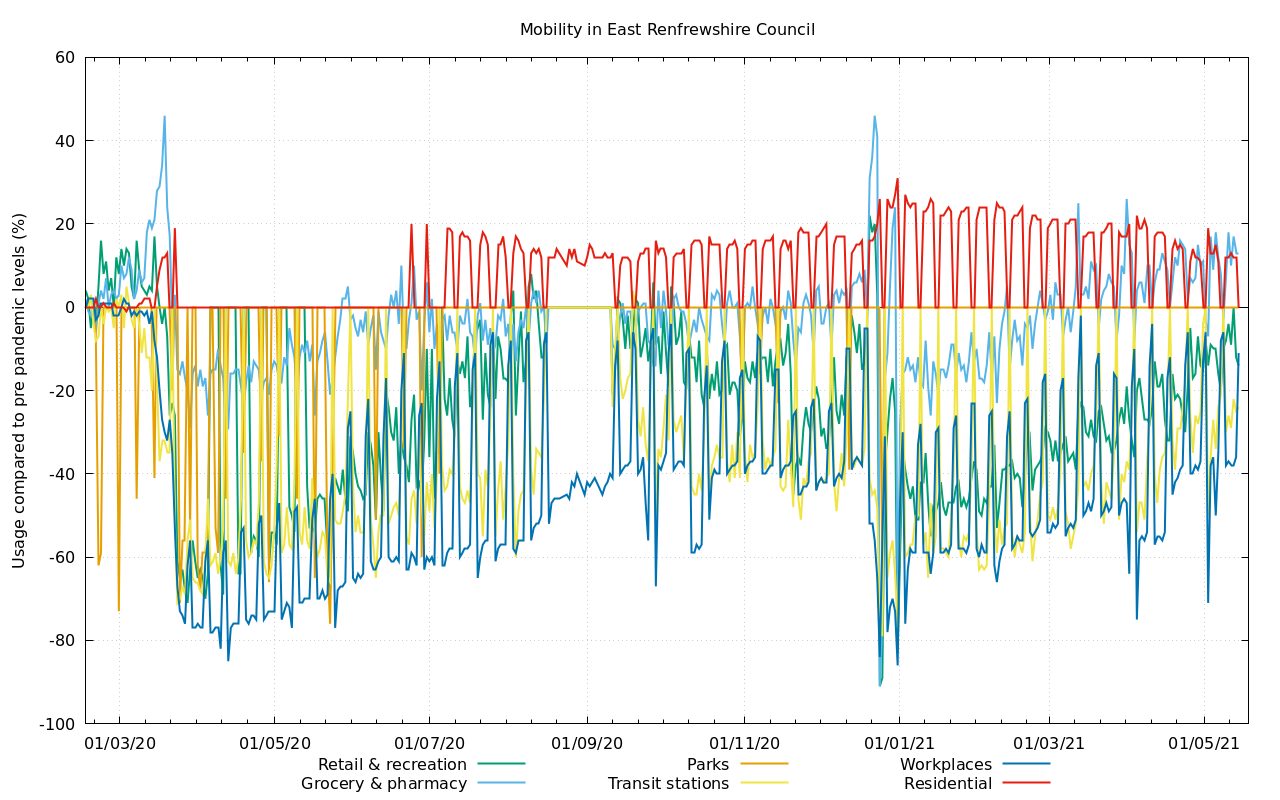 Mobility in East Renfrewshire Council
Usage compared to pre pandemic levels (%)
60
40
20
0
-20
-40
-60
-80
-100
01/03/20 01/05/20 01/07/20 01/09/20 01/11/20 01/01/21 01/03/21 01/05/21
Retail & recreation Parks Workplaces
Grocery & pharmacy Transit stations Residential